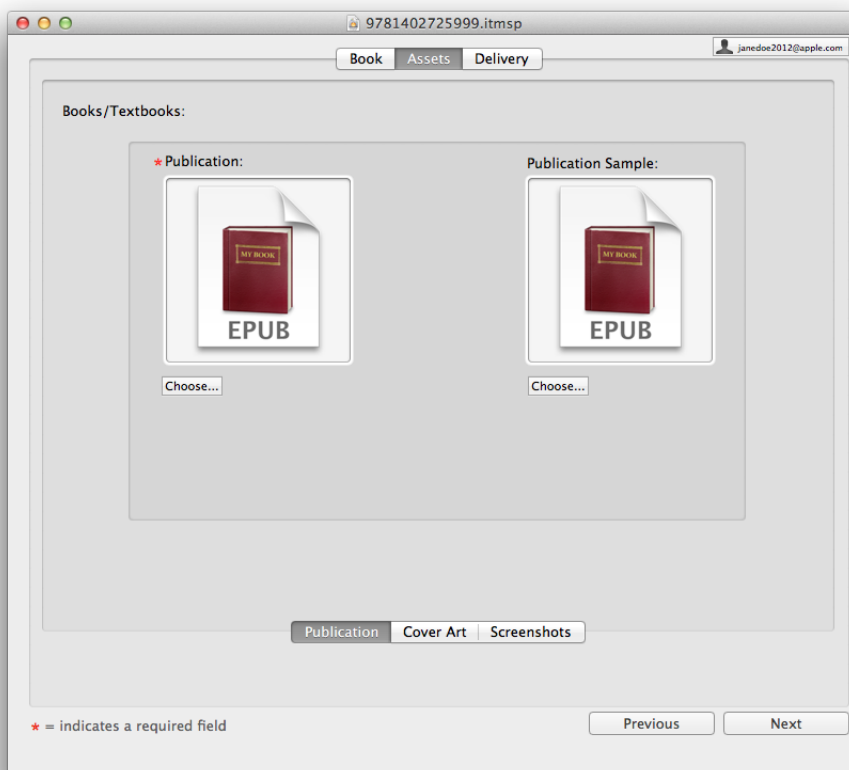 9781402725999.itmsp
janedoe2012@apple.com
Book Assets Delivery
Books/Textbooks:
* Publication: Publication Sample:
MY BOOK MY BOOK
EPUB EPUB
Choose... Choose...
Publication Cover Art Screenshots
* = indicates a required field Previous Next